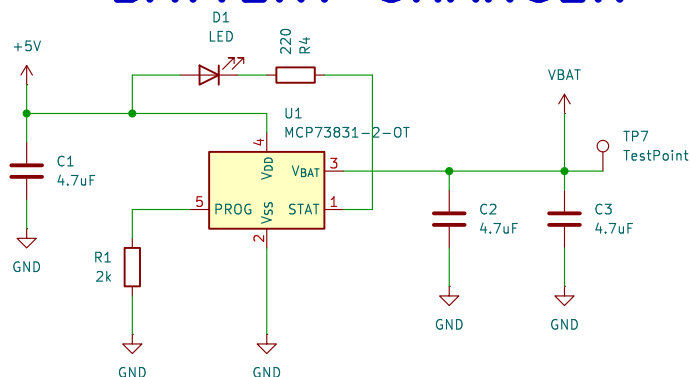 BATTERY CHARGER
D1
LED
220
R4
+5V
VBAT
U1
MCP73831-2-OT
TP7
TestPoint
4
VDD
VBAT
3
C1
4.7uF
5
PROG
VSS
STAT
1
C2
4.7uF
C3
4.7uF
2
R1
2k
GND
GND
GND
GND
GND